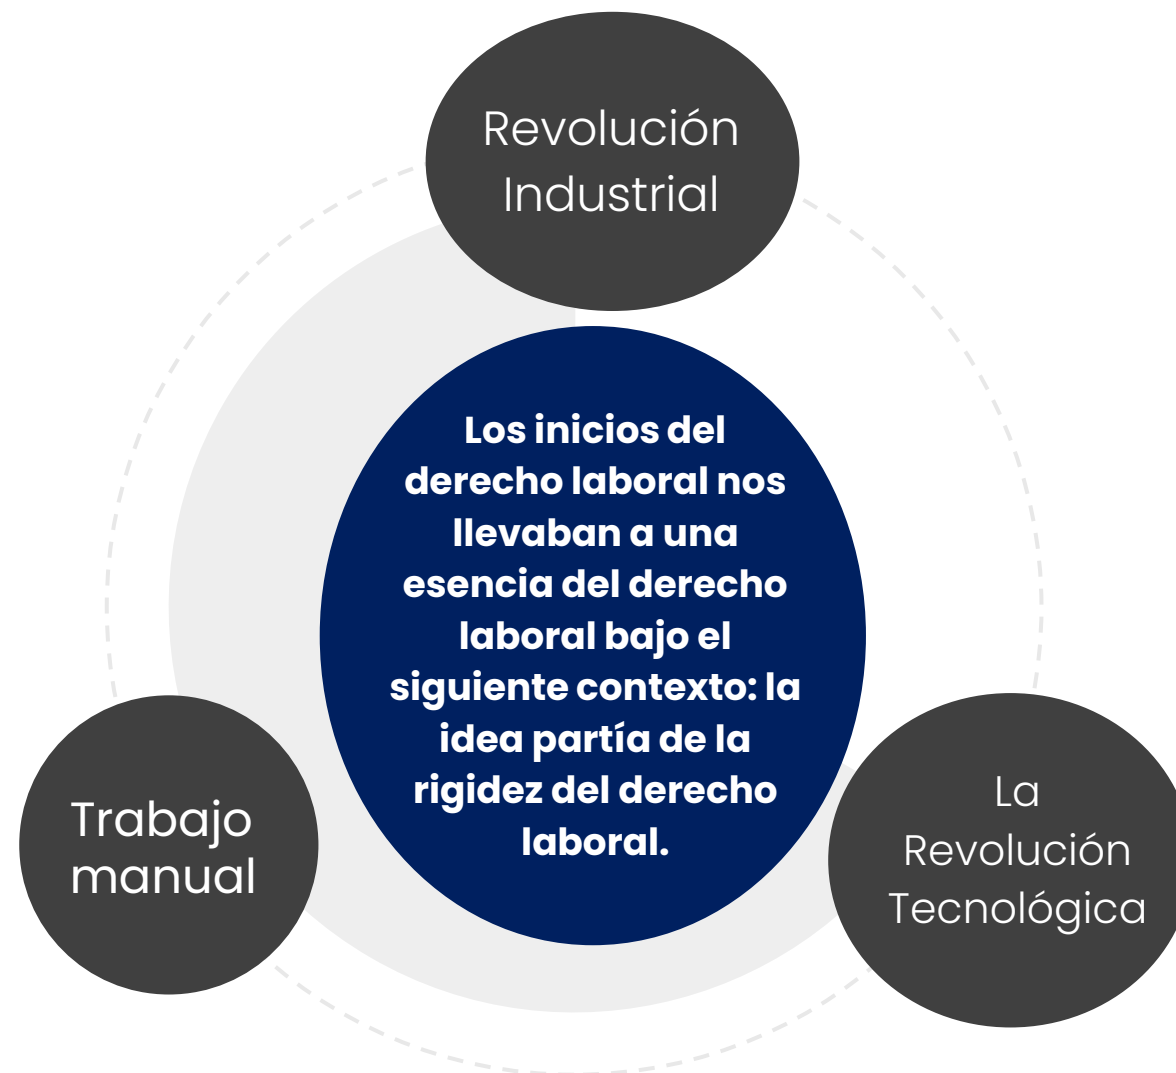 Revolución
Industrial
Los inicios del
derecho laboral nos
llevaban a una
esencia del derecho
laboral bajo el
siguiente contexto: la
idea partía de la
rigidez del derecho
laboral.
Trabajo
manual
La
Revolución
Tecnológica